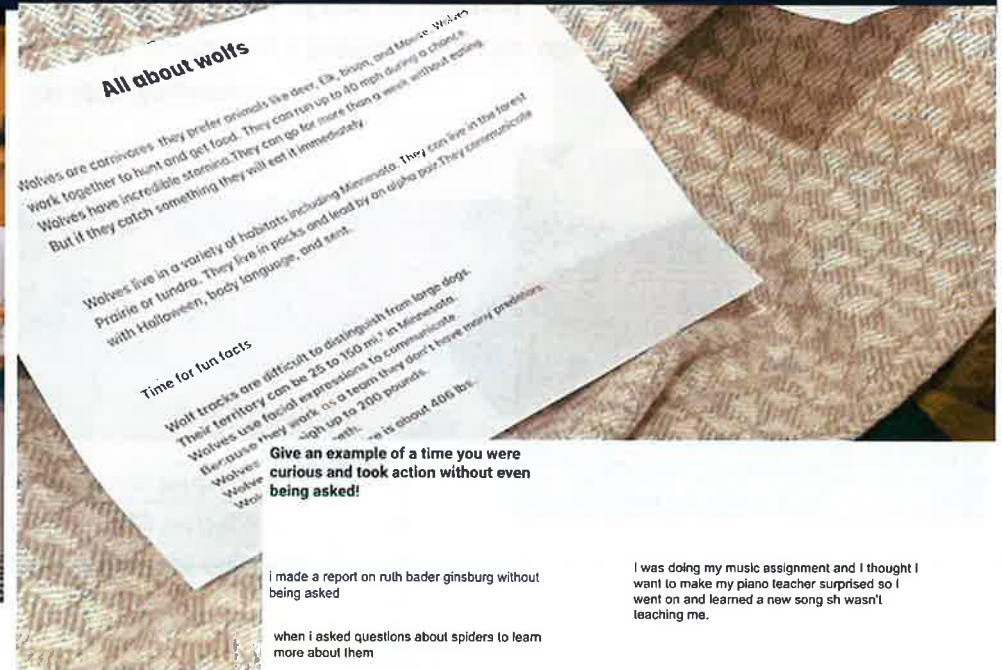 All about wolfs
Wolves are carnivores they prefer animals like deer, Elk, bison, and Moose. Wolves
work together to hunt and get food. They can run up to 40 mph during a chance.
Wolves have incredible stamina.They can go for more than a week without eating.
But if they catch something they will eat it immediately.
Wolves live in a variety of habitats including Minnesota. They can live in the forest
Prairie or tundra. They live in packs and lead by an alpha pair.They communicate
with Halloween, body language, and sent.
Time for fun facts
Wolf tracks are difficult to distinguish from large dogs.
Their territory can be 25 to 150 mi.² in Minnesota.
Wolves use facial expressions to communicate.
Because they work as a team they don't have many predators.
Wolves
up to 200 pounds.
is about 406 lbs.
Give an example of a time you were
curious and took action without even
being asked!
i made a report on ruth bader ginsburg without
being asked
when i asked questions about spiders to learn
more about them
I was doing my music assignment and I thought I
want to make my piano teacher surprised so I
went on and learned a new song sh wasn't
teaching me.